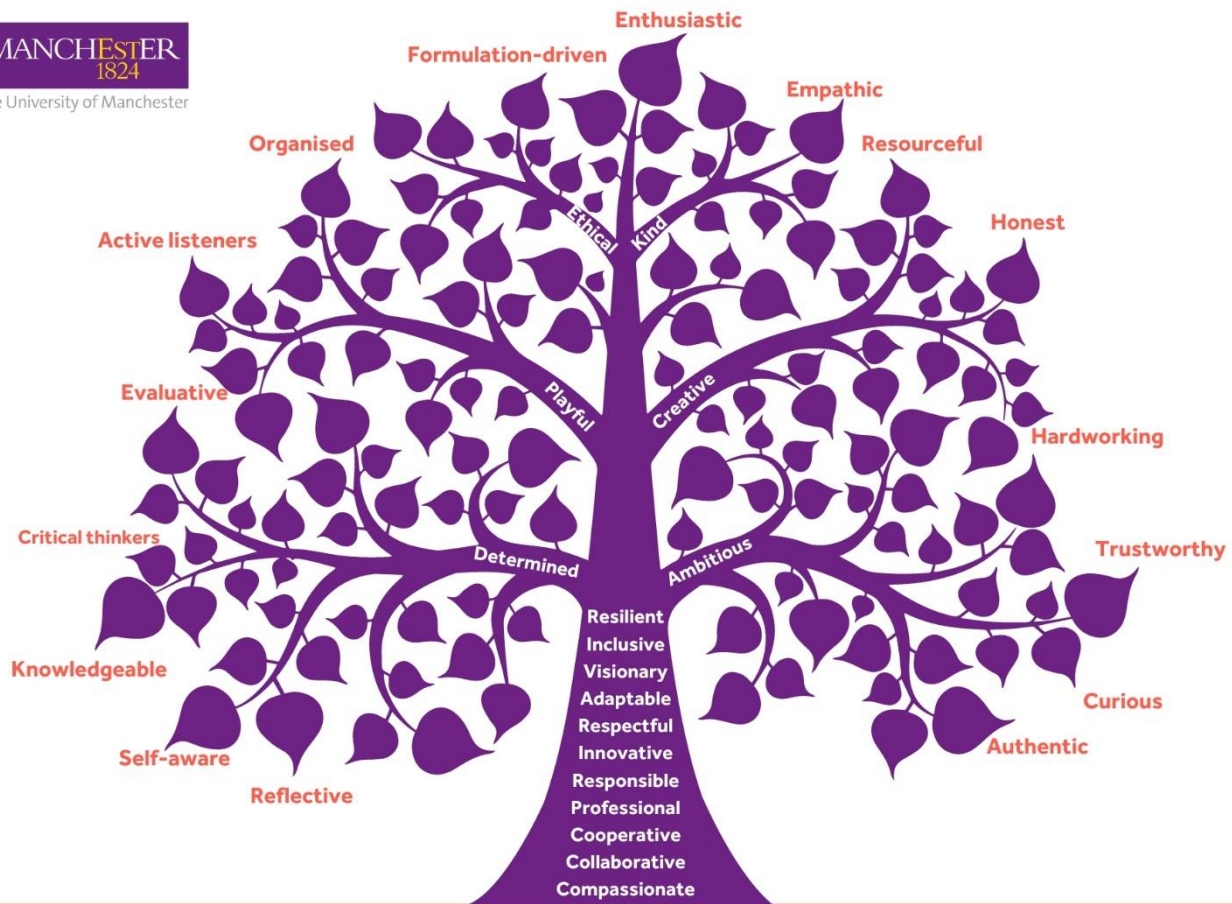 MANCHEStER
1824
e University of Manchester
Enthusiastic
Formulation-driven
Empathic
Organised
Resourceful
Active listeners
Honest
Evaluative
Hardworking
Critical thinkers
Trustworthy
Knowledgeable
Curious
Self-aware
Authentic
Reflective
Ethical
Kind
Playful
Creative
Determined
Ambitious
Resilient
Inclusive
Visionary
Adaptable
Respectful
Innovative
Responsible
Professional
Cooperative
Collaborative
Compassionate